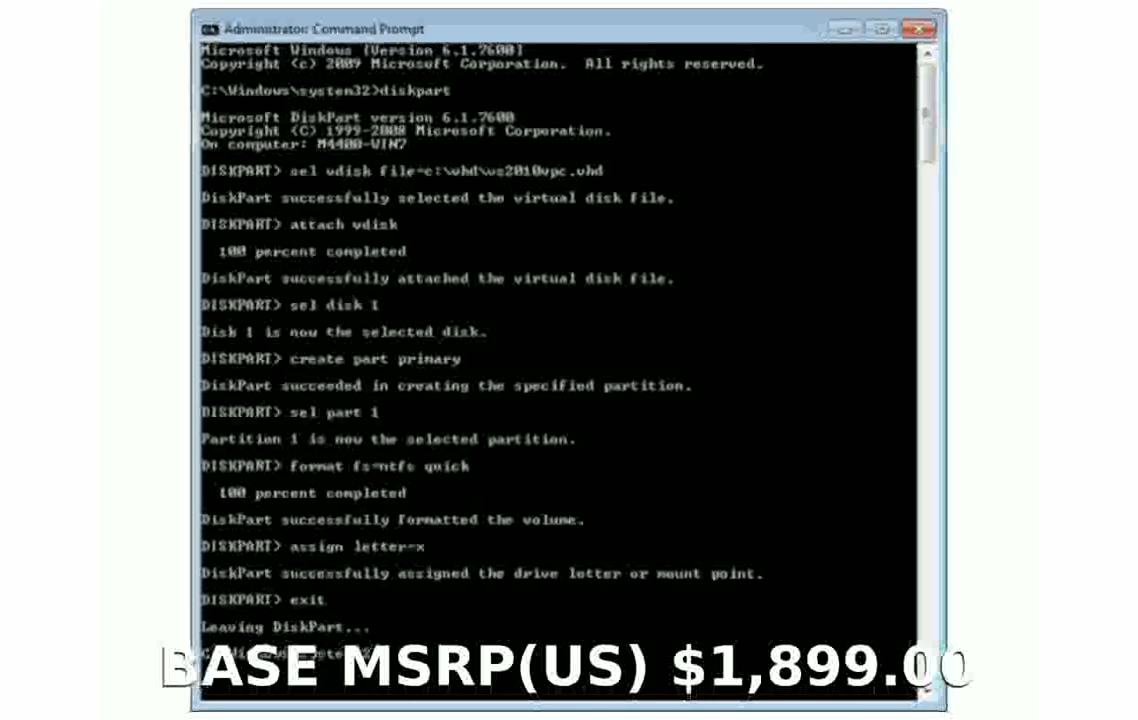 Administrator: Command Prompt
Microsoft Windows [Version 6.1.7600]
Copyright (c) 2009 Microsoft Corporation.  All rights reserved.
C:\Windows\system32>diskpart
Microsoft DiskPart version 6.1.7600
Copyright (C) 1999-2008 Microsoft Corporation.
On computer: M4400-WIN7
DISKPART> sel vdisk file=c:\vhd\vs2010vpc.vhd
DiskPart successfully selected the virtual disk file.
DISKPART> attach vdisk
100 percent completed
DiskPart successfully attached the virtual disk file.
DISKPART> sel disk 1
Disk 1 is now the selected disk.
DISKPART> create part primary
DiskPart succeeded in creating the specified partition.
DISKPART> sel part 1
Partition 1 is now the selected partition.
DISKPART> format fs=ntfs quick
100 percent completed
DiskPart successfully formatted the volume.
DISKPART> assign letter=x
DiskPart successfully assigned the drive letter or mount point.
DISKPART> exit
Leaving DiskPart...
BASE MSRP(US) $1,899.00